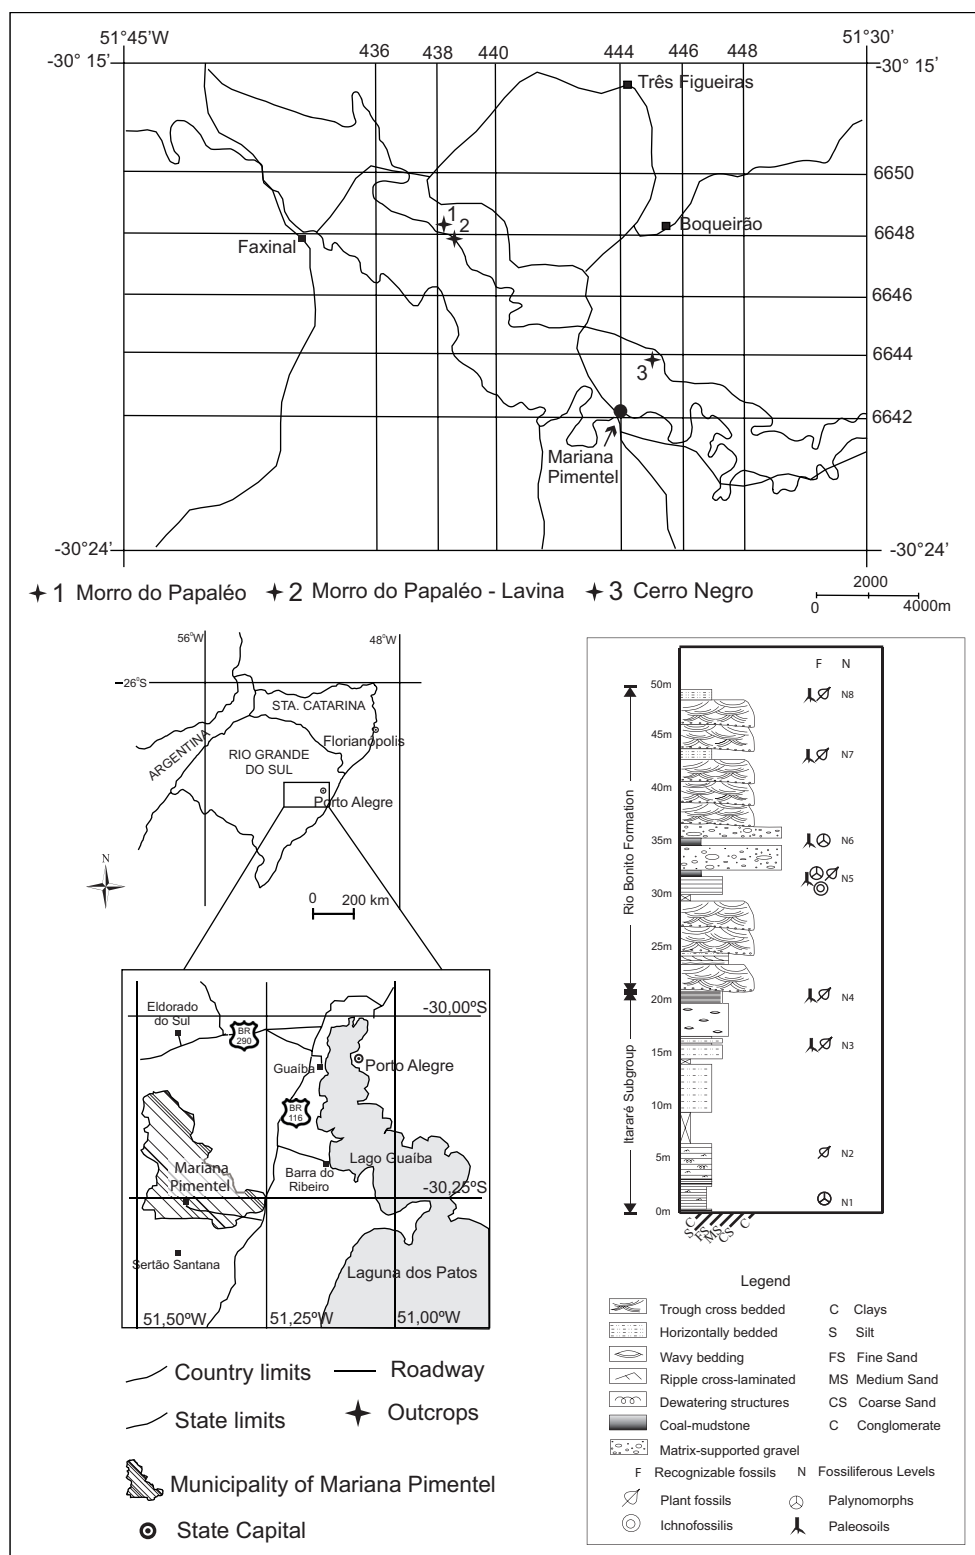 51°45'W
436
438
440
444
446
448
51°30'
-30° 15'
-30° 15'
Três Figueiras
6650
1
2
Boqueirão
Faxinal
6648
6646
6644
3
6642
Mariana
Pimentel
-30°24'
-30°24'
1 Morro do Papaléo
2 Morro do Papaléo - Lavina
3 Cerro Negro
2000
0
4000m
56°W
48°W
26°S
STA. CATARINA
Florianópolis
ARGENTINA
RIO GRANDE
DO SUL
Porto Alegre
N
0
200 km
Eldorado
do Sul
-30,00ºS
BR
290
Guaíba
Porto Alegre
BR
116
Mariana
Pimentel
Barra do
Ribeiro
Lago Guaíba
-30,25ºS
Sertão Santana
Laguna dos Patos
51,50ºW
51,25ºW
51,00ºW
Country limits
Roadway
State limits
Outcrops
Municipality of Mariana Pimentel
State Capital
F
N
50m
N8
45m
N7
40m
35m
N6
N5
30m
25m
20m
N4
15m
N3
10m
5m
N2
0m
N1
Rio Bonito Formation
Itararé Subgroup
S
C
FS
MS
CS
C
Legend
Trough cross bedded
C Clays
Horizontally bedded
S Silt
Wavy bedding
FS Fine Sand
Ripple cross-laminated
MS Medium Sand
Dewatering structures
CS Coarse Sand
Coal-mudstone
C Conglomerate
Matrix-supported gravel
F Recognizable fossils
N Fossiliferous Levels
Plant fossils
Palynomorphs
Ichnofossilis
Paleosoils